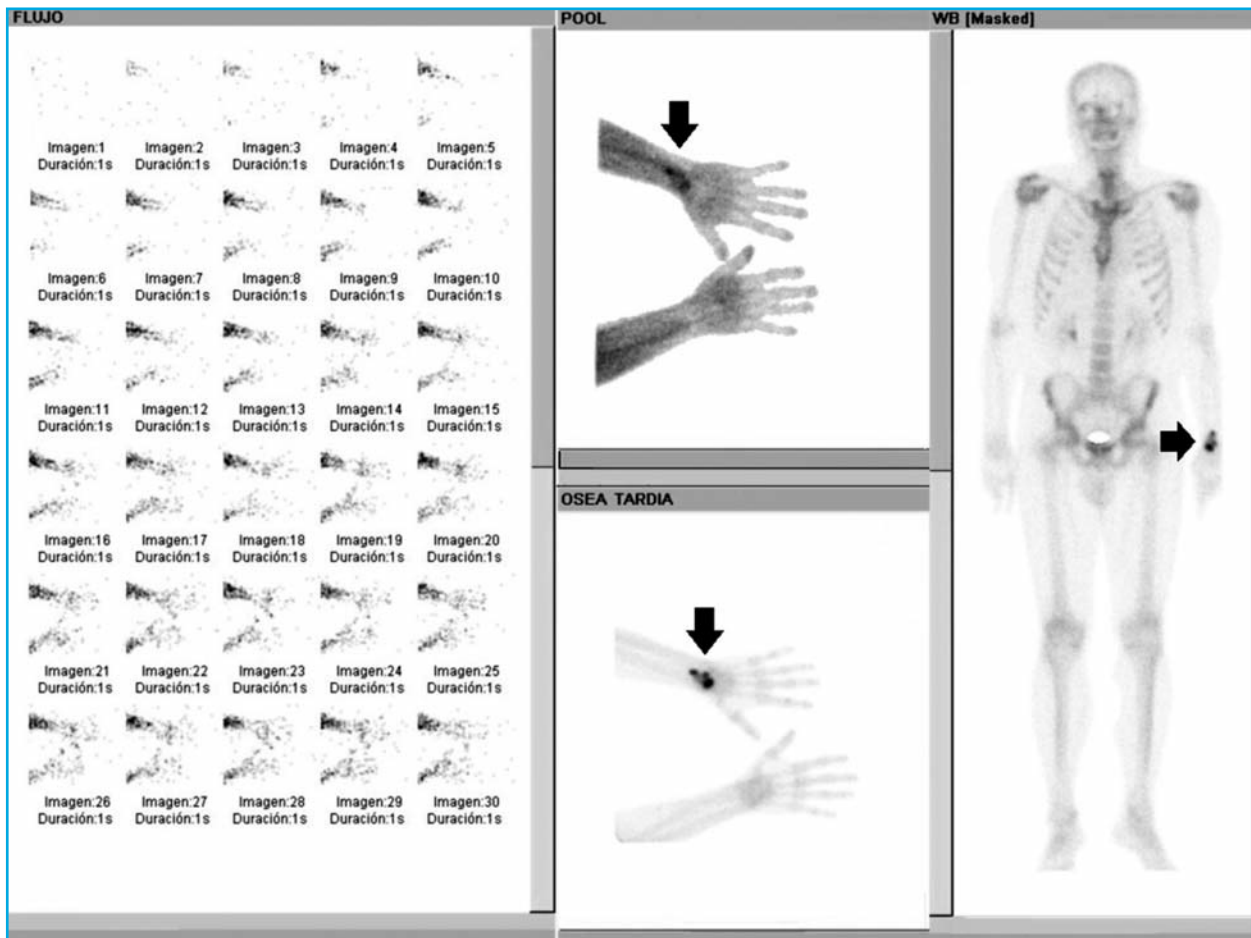 FLUJO
Imagen:1 Imagen:2 Imagen:3 Imagen:4 Imagen:5
Duración:1s Duración:1s Duración:1s Duración:1s Duración:1s
Imagen:6 Imagen:7 Imagen:8 Imagen:9 Imagen:10
Duración:1s Duración:1s Duración:1s Duración:1s Duración:1s
Imagen:11 Imagen:12 Imagen:13 Imagen:14 Imagen:15
Duración:1s Duración:1s Duración:1s Duración:1s Duración:1s
Imagen:16 Imagen:17 Imagen:18 Imagen:19 Imagen:20
Duración:1s Duración:1s Duración:1s Duración:1s Duración:1s
Imagen:21 Imagen:22 Imagen:23 Imagen:24 Imagen:25
Duración:1s Duración:1s Duración:1s Duración:1s Duración:1s
Imagen:26 Imagen:27 Imagen:28 Imagen:29 Imagen:30
Duración:1s Duración:1s Duración:1s Duración:1s Duración:1s
POOL
OSEA TARDIA
WB [Masked]